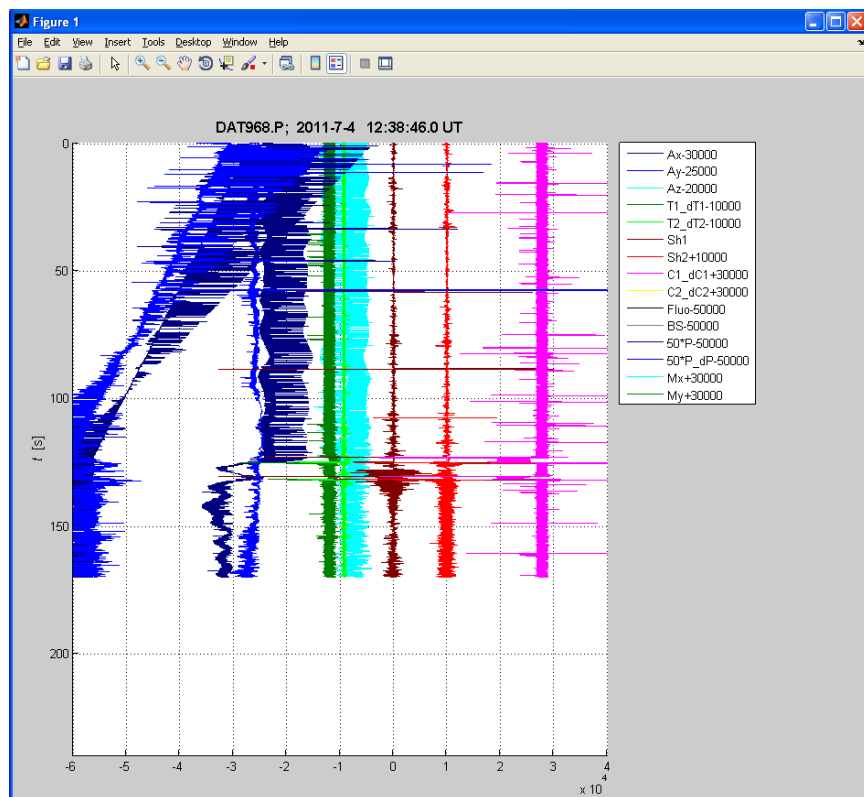 Figure 1
File Edit View Insert Tools Desktop Window Help
DAT968.P; 2011-7-4 12:38:46.0 UT
0
50
100
150
200
t [s]
-6 -5 -4 -3 -2 -1 0 1 2 3 4
x 10 4
Ax-30000
Ay-25000
Az-20000
T1_dT1-10000
T2_dT2-10000
Sh1
Sh2+10000
C1_dC1+30000
C2_dC2+30000
Fluo-50000
BS-50000
50*P-50000
50*P_dP-50000
Mx+30000
My+30000